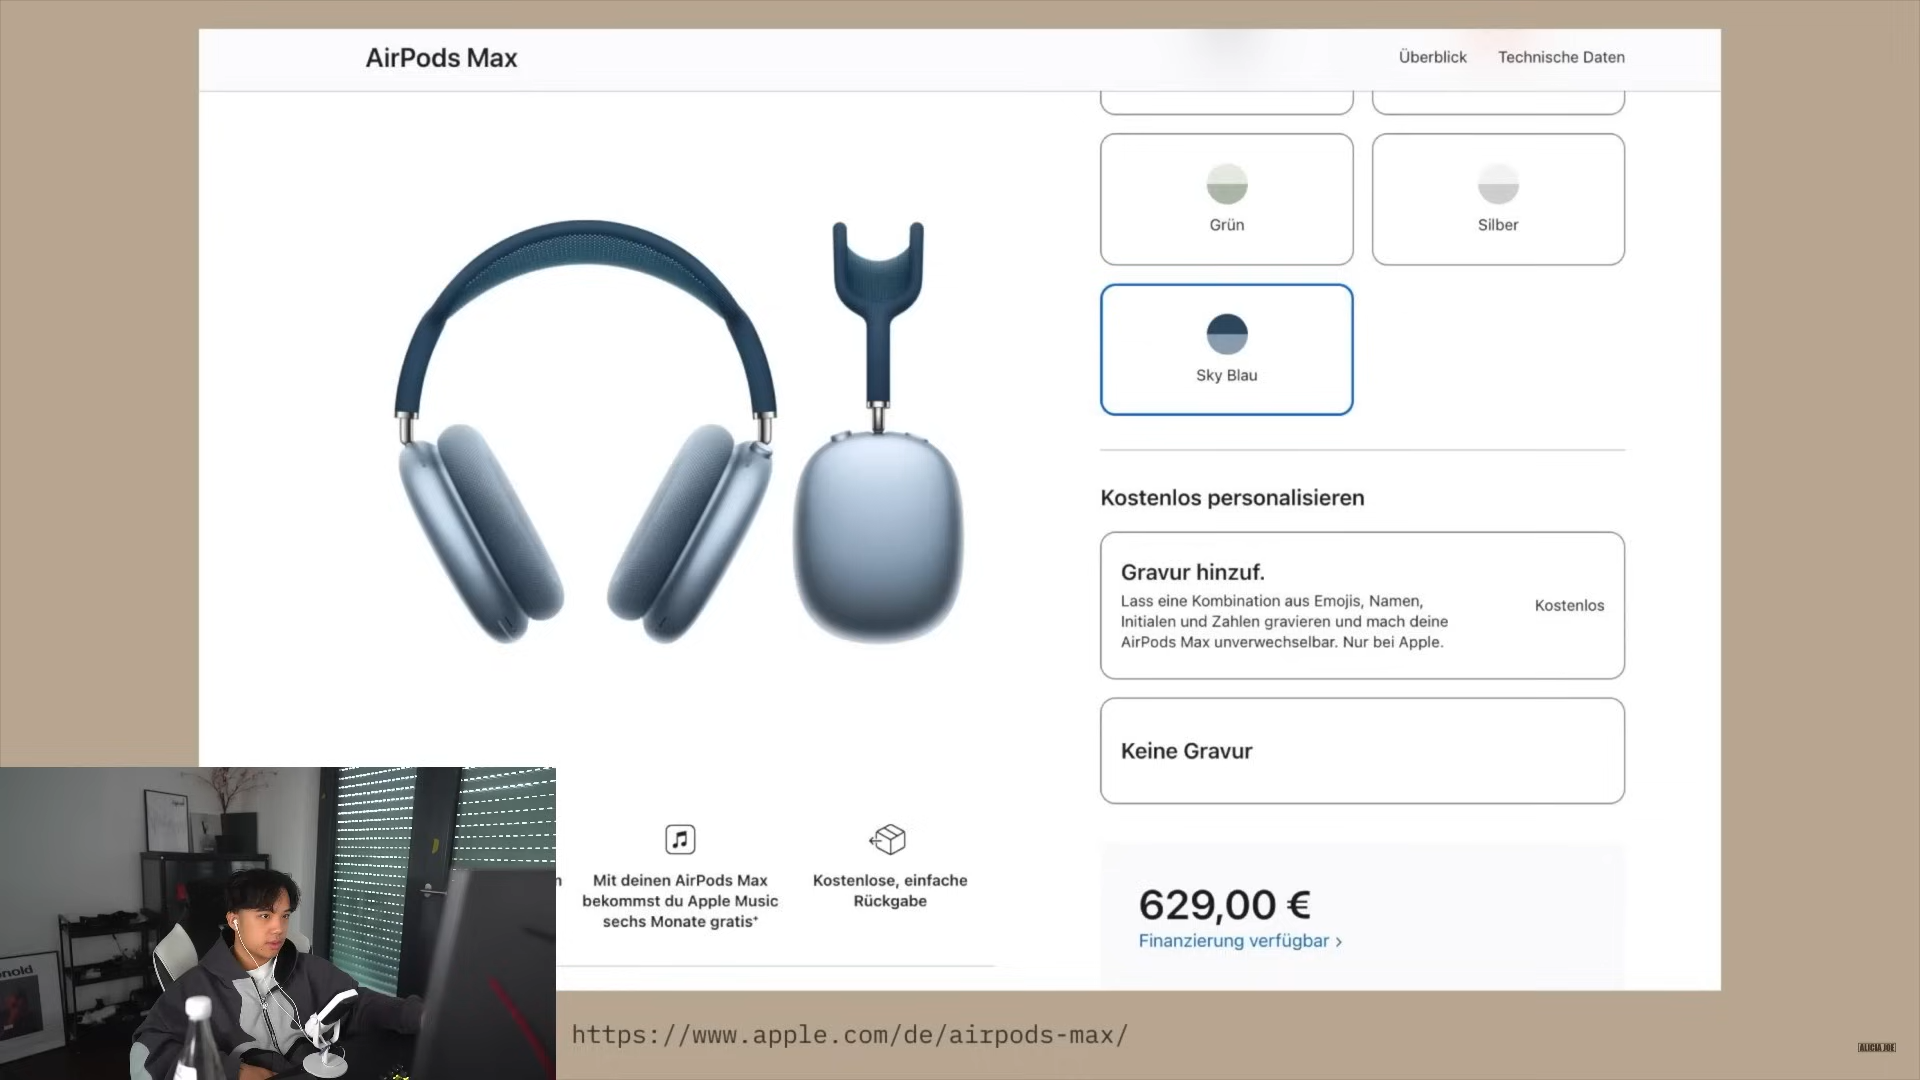 AirPods Max
Überblick
Technische Daten
Grün
Silber
Sky Blau
Kostenlos personalisieren
Gravur hinzuf.
Lass eine Kombination aus Emojis, Namen,
Initialen und Zahlen gravieren und mach deine
AirPods Max unverwechselbar. Nur bei Apple.
Kostenlos
Keine Gravur
Mit deinen AirPods Max
bekommst du Apple Music
sechs Monate gratis⁺
Kostenlose, einfache
Rückgabe
629,00 €
Finanzierung verfügbar ›
https://www.apple.com/de/airpods-max/
ALICIA JOE